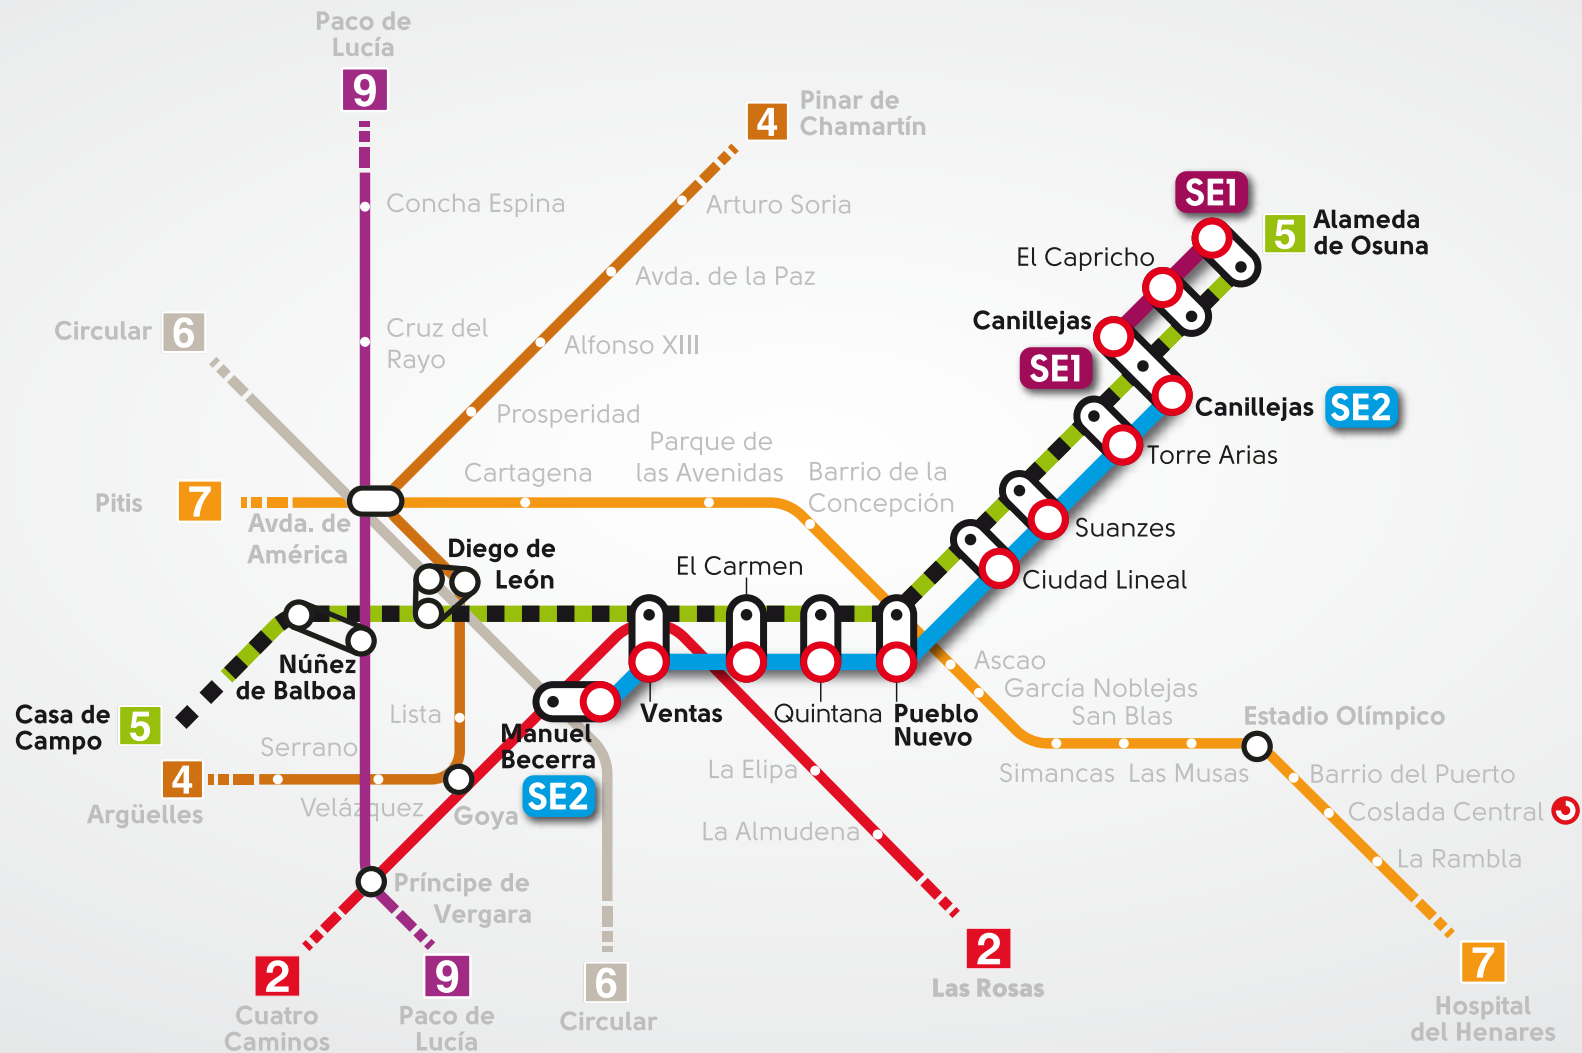 Paco de
Lucía
9
4
Pinar de
Chamartín
SE1
5
Alameda
de Osuna
Concha Espina
Arturo Soria
El Capricho
Avda. de la Paz
Circular
6
Cruz del
Rayo
Alfonso XIII
Canillejas
SE1
Canillejas
SE2
Prosperidad
Parque de
las Avenidas
Cartagena
Barrio de la
Concepción
Torre Arias
Pitis
7
Avda. de
América
Suanzes
Diego de
León
El Carmen
Ciudad Lineal
Núñez
de Balboa
Ascao
García Noblejas
San Blas
Casa de
Campo
5
Lista
Manuel
Becerra
SE2
Ventas
Quintana
Pueblo
Nuevo
Estadio Olímpico
Serrano
4
Argüelles
Velázquez
Goya
La Elipa
Simancas
Las Musas
Barrio del Puerto
Coslada Central
La Almudena
La Rambla
Príncipe de
Vergara
2
Cuatro
Caminos
9
Paco de
Lucía
6
Circular
2
Las Rosas
7
Hospital
del Henares